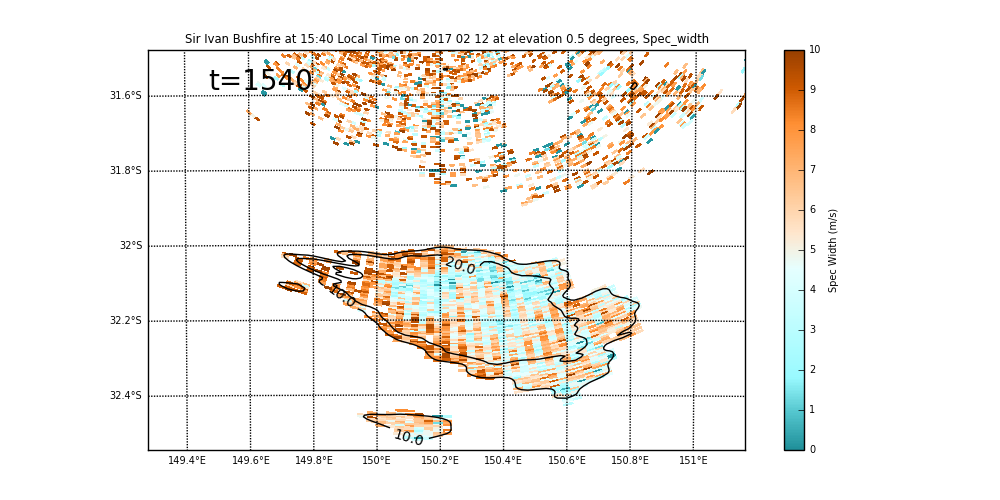 Sir Ivan Bushfire at 15:40 Local Time on 2017 02 12 at elevation 0.5 degrees, Spec_width
t=1540
31.6°S
31.8°S
32°S
32.2°S
32.4°S
20.0
10.0
149.4°E 149.6°E 149.8°E 150°E 150.2°E 150.4°E 150.6°E 150.8°E 151°E
10
9
8
7
6
5
4
3
2
1
0
Spec Width (m/s)